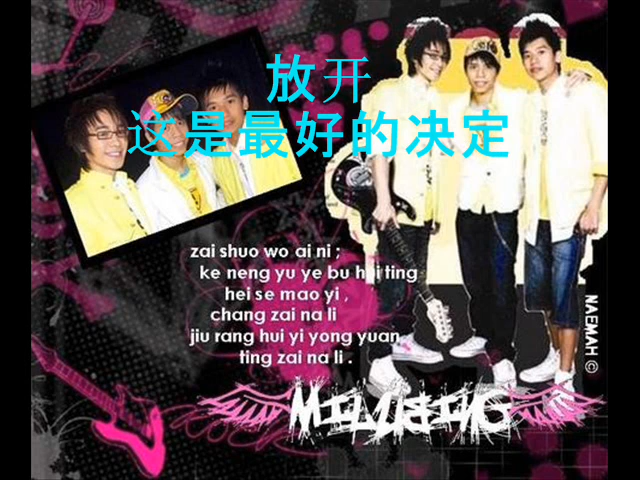 放开
这是最好的决定
zai shuo wo ai ni ;
ke neng yu ye bu hui ting
hei se mao yi ,
chang zai na li
jiu rang hui yi yong yuan
ting zai na li .
NAEMAH ©